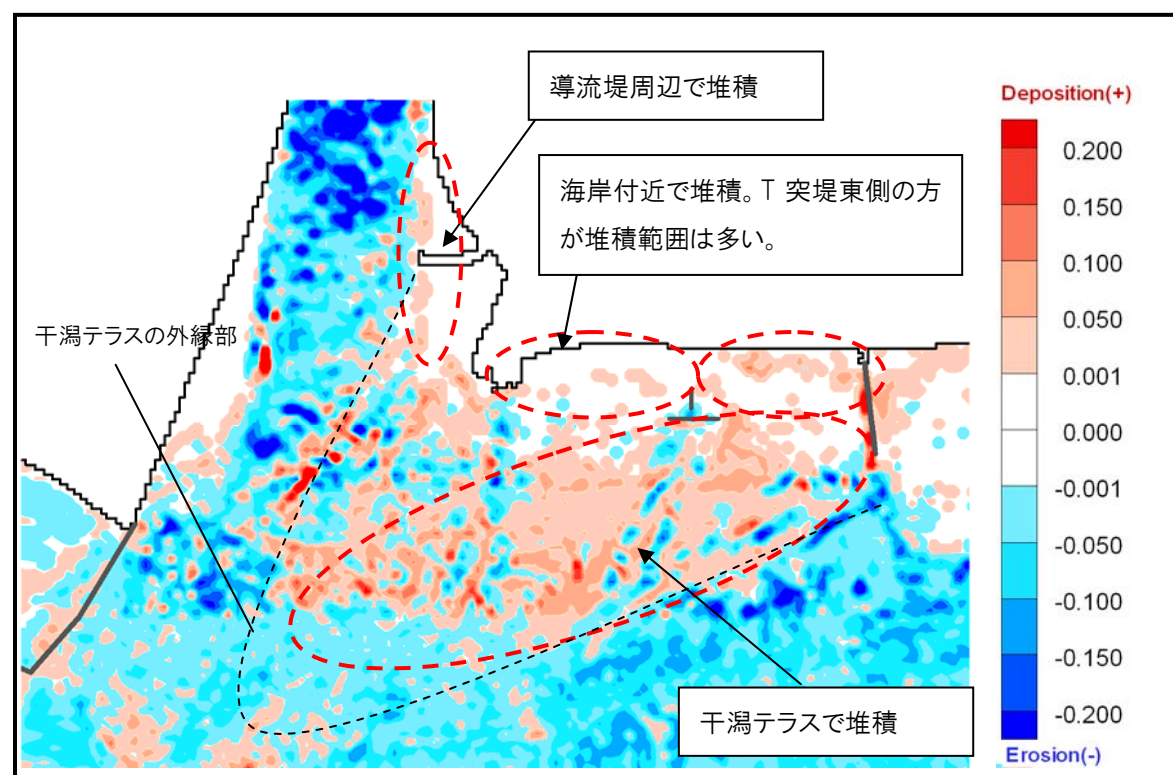 導流堤周辺で堆積
海岸付近で堆積。T 突堤東側の方
が堆積範囲は多い。
干潟テラスの外縁部
干潟テラスで堆積
Deposition(+)
0.200
0.150
0.100
0.050
0.001
0.000
-0.001
-0.050
-0.100
-0.150
-0.200
Erosion(-)